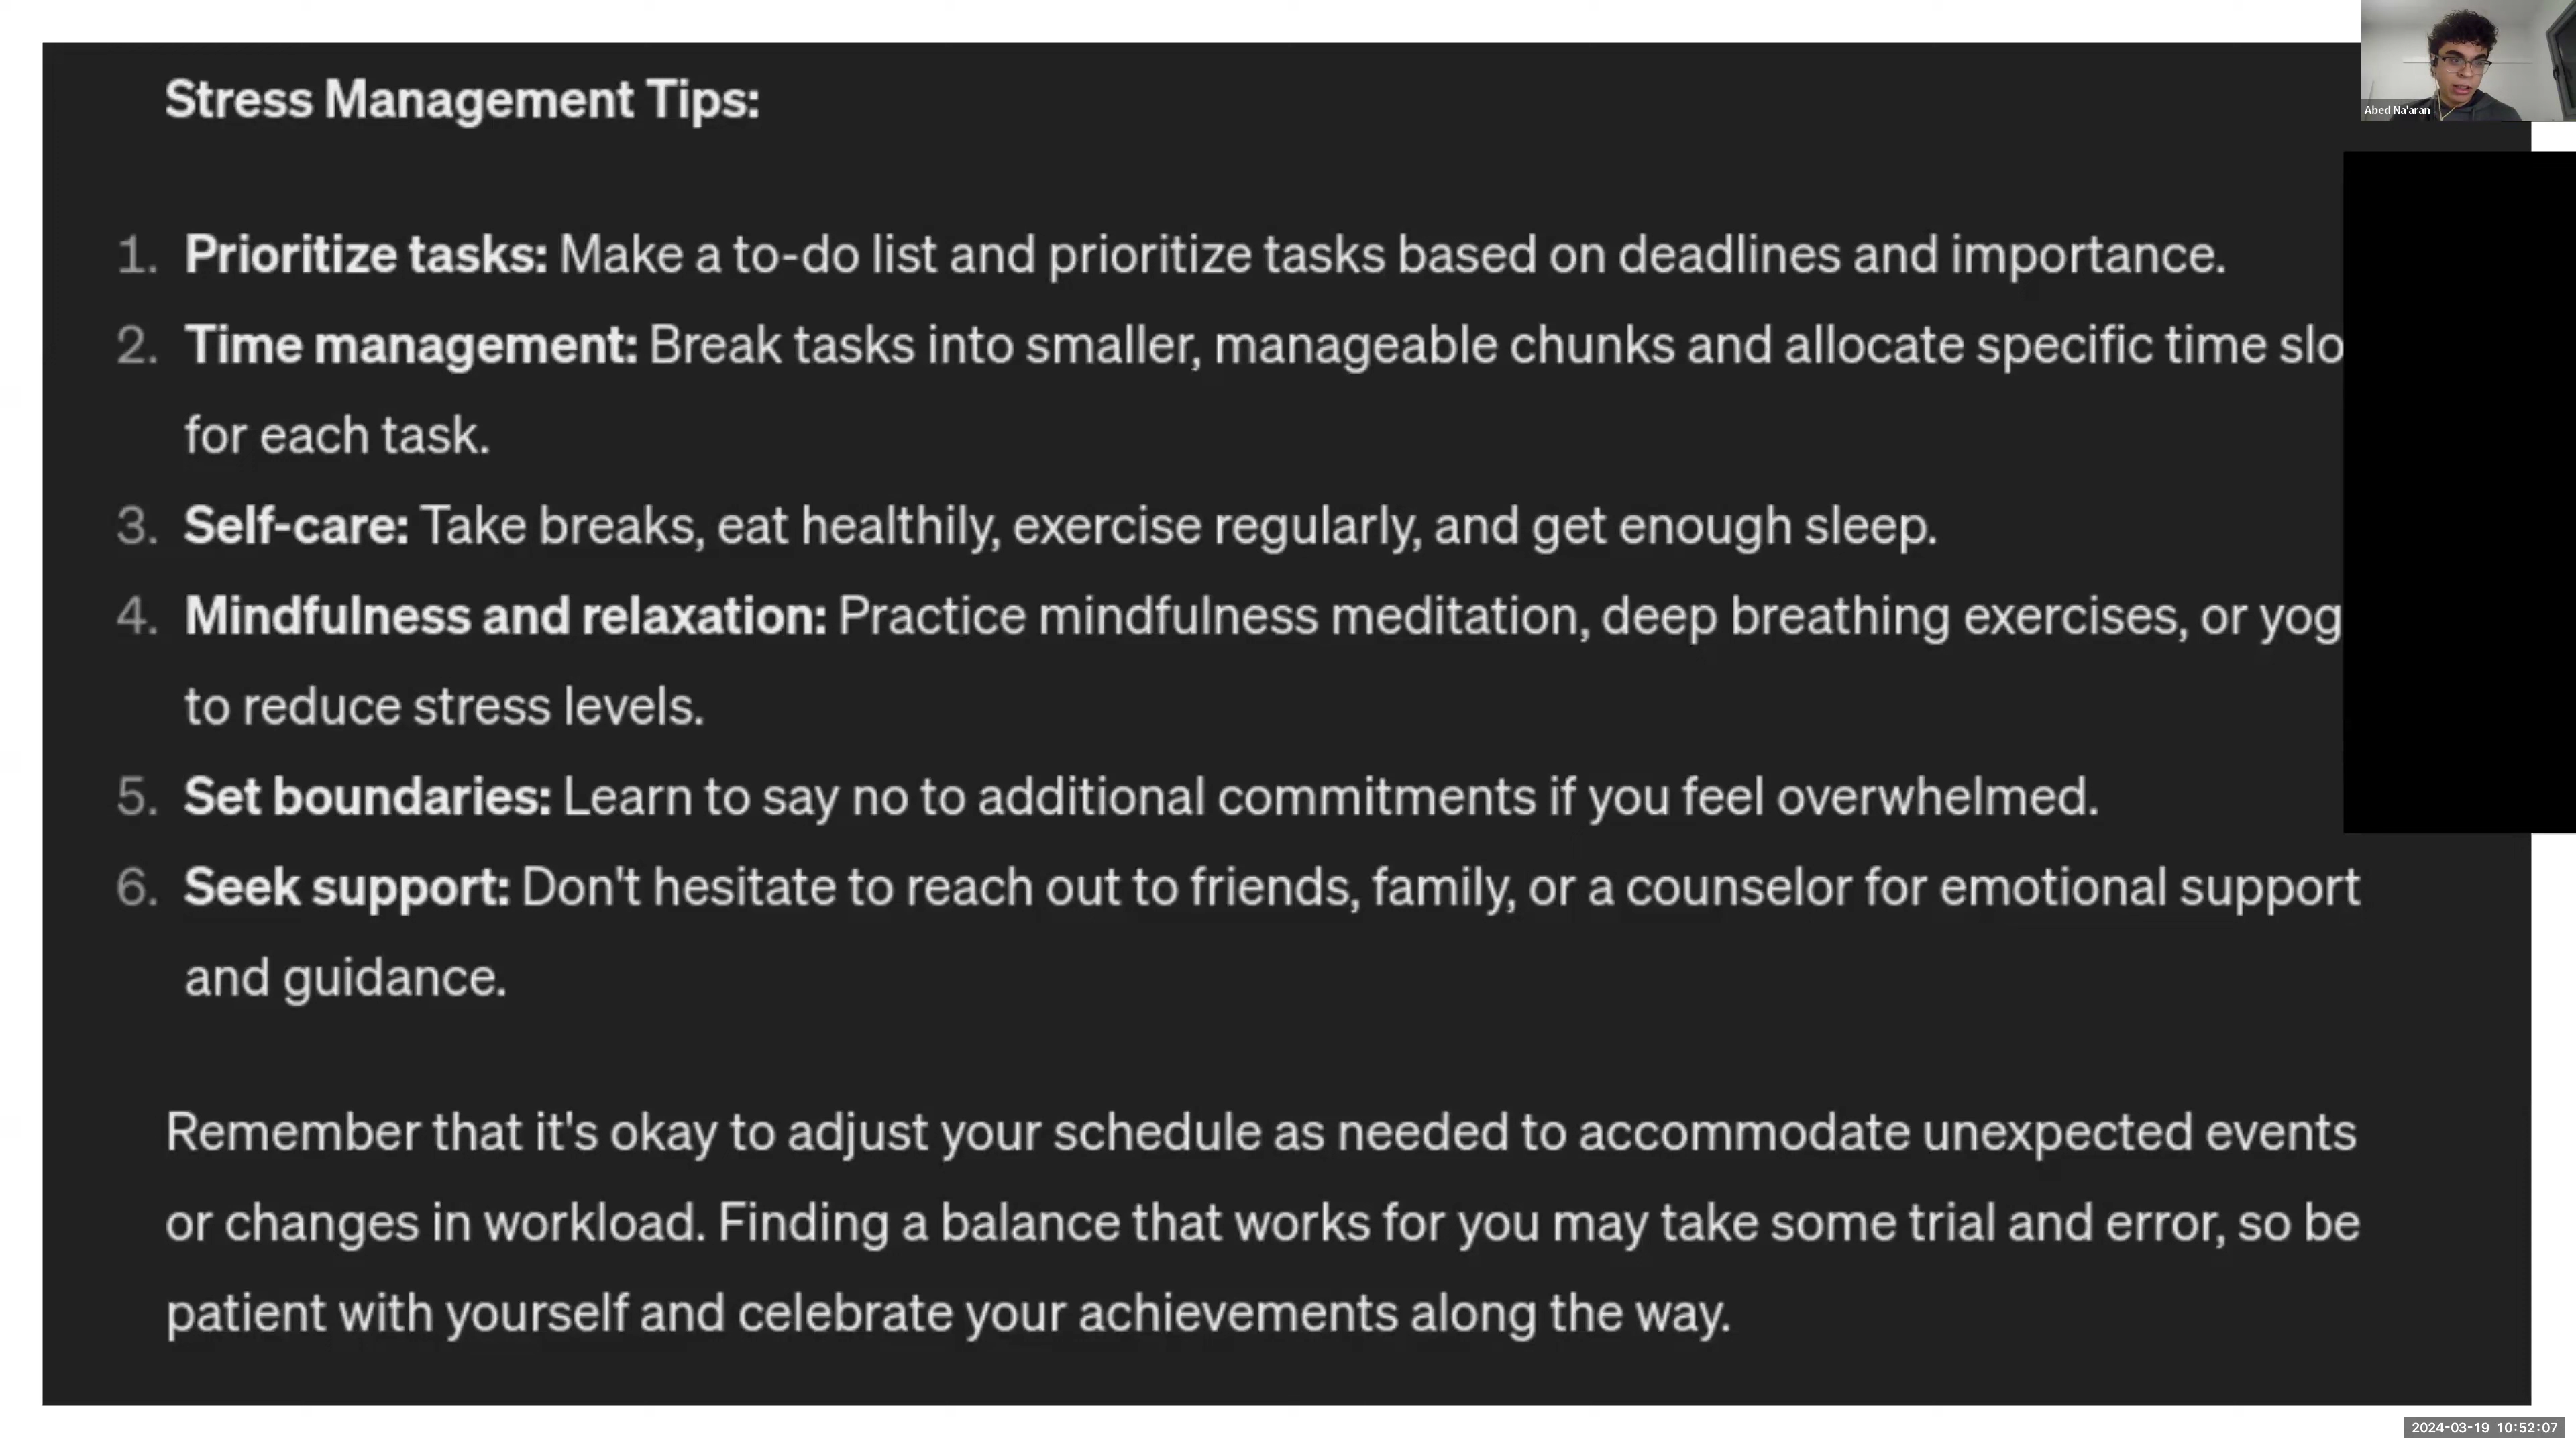 Stress Management Tips:
Abed Na'aran
1. Prioritize tasks: Make a to-do list and prioritize tasks based on deadlines and importance.
2. Time management: Break tasks into smaller, manageable chunks and allocate specific time slo
for each task.
3. Self-care: Take breaks, eat healthily, exercise regularly, and get enough sleep.
4. Mindfulness and relaxation: Practice mindfulness meditation, deep breathing exercises, or yog
to reduce stress levels.
5. Set boundaries: Learn to say no to additional commitments if you feel overwhelmed.
6. Seek support: Don't hesitate to reach out to friends, family, or a counselor for emotional support
and guidance.
Remember that it's okay to adjust your schedule as needed to accommodate unexpected events
or changes in workload. Finding a balance that works for you may take some trial and error, so be
patient with yourself and celebrate your achievements along the way.
2024-03-19 10:52:07